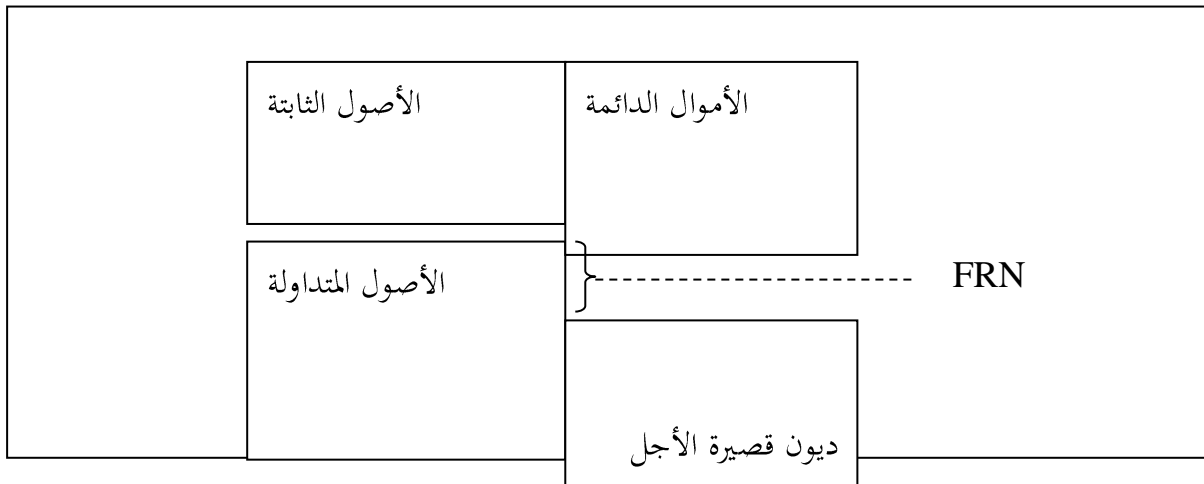 الأموال الدائمة
الأصول الثابتة
FRN
الأصول المتداولة
ديون قصيرة الأجل